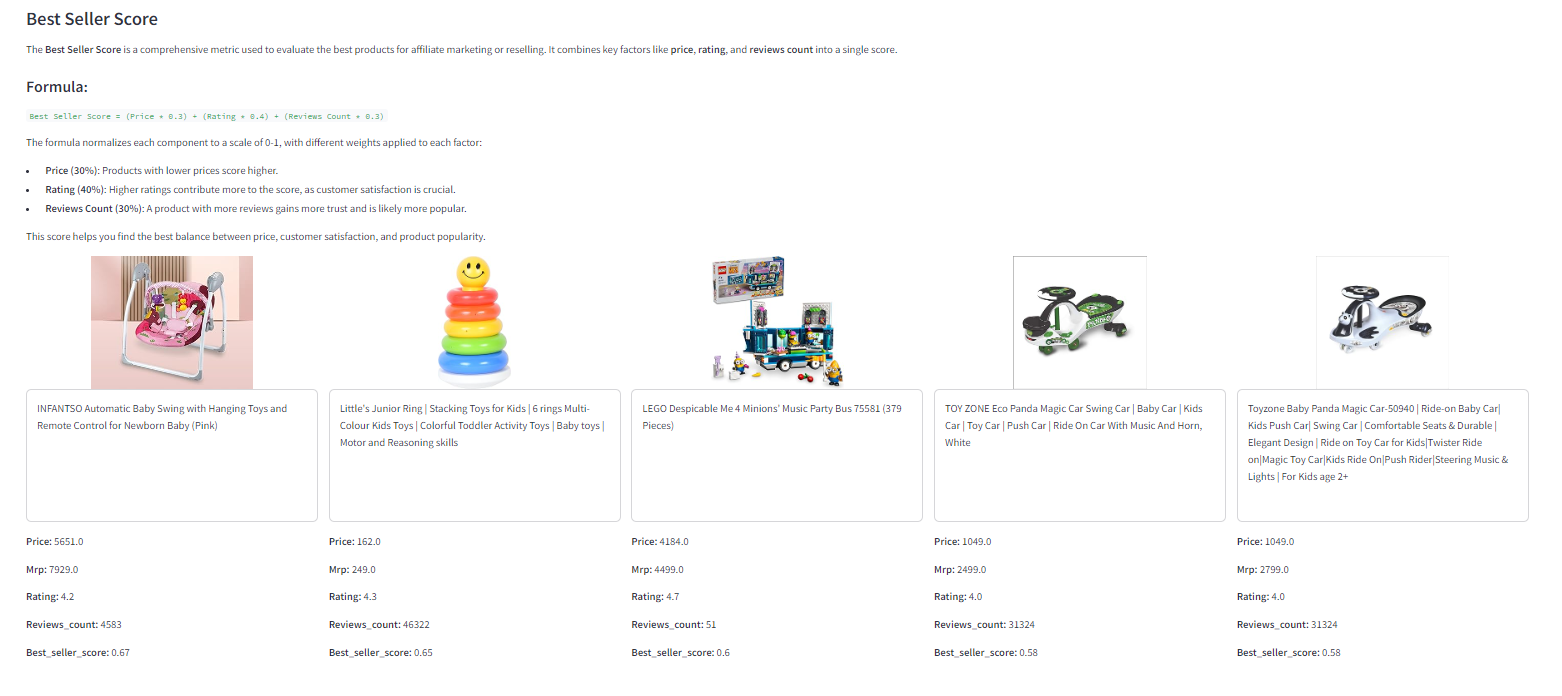 Best Seller Score
The Best Seller Score is a comprehensive metric used to evaluate the best products for affiliate marketing or reselling. It combines key factors like price, rating, and reviews count into a single score.
Formula:
Best Seller Score = (Price * 0.3) + (Rating * 0.4) + (Reviews Count * 0.3)
The formula normalizes each component to a scale of 0-1, with different weights applied to each factor:
• Price (30%): Products with lower prices score higher.
• Rating (40%): Higher ratings contribute more to the score, as customer satisfaction is crucial.
• Reviews Count (30%): A product with more reviews gains more trust and is likely more popular.
This score helps you find the best balance between price, customer satisfaction, and product popularity.
INFANTSO Automatic Baby Swing with Hanging Toys and
Remote Control for Newborn Baby (Pink)
Price: 5651.0
Mrp: 7929.0
Rating: 4.2
Reviews_count: 4583
Best_seller_score: 0.67
Little's Junior Ring | Stacking Toys for Kids | 6 rings Multi-
Colour Kids Toys | Colorful Toddler Activity Toys | Baby toys |
Motor and Reasoning skills
Price: 162.0
Mrp: 249.0
Rating: 4.3
Reviews_count: 46322
Best_seller_score: 0.65
LEGO Despicable Me 4 Minions' Music Party Bus 75581 (379
Pieces)
Price: 4184.0
Mrp: 4499.0
Rating: 4.7
Reviews_count: 51
Best_seller_score: 0.6
TOY ZONE Eco Panda Magic Car Swing Car | Baby Car | Kids
Car | Toy Car | Push Car | Ride On Car With Music And Horn,
White
Price: 1049.0
Mrp: 2499.0
Rating: 4.0
Reviews_count: 31324
Best_seller_score: 0.58
Toyzone Baby Panda Magic Car-50940 | Ride-on Baby Car|
Kids Push Car| Swing Car | Comfortable Seats & Durable |
Elegant Design | Ride on Toy Car for Kids|Twister Ride
on|Magic Toy Car|Kids Ride On|Push Rider|Steering Music &
Lights | For Kids age 2+
Price: 1049.0
Mrp: 2799.0
Rating: 4.0
Reviews_count: 31324
Best_seller_score: 0.58